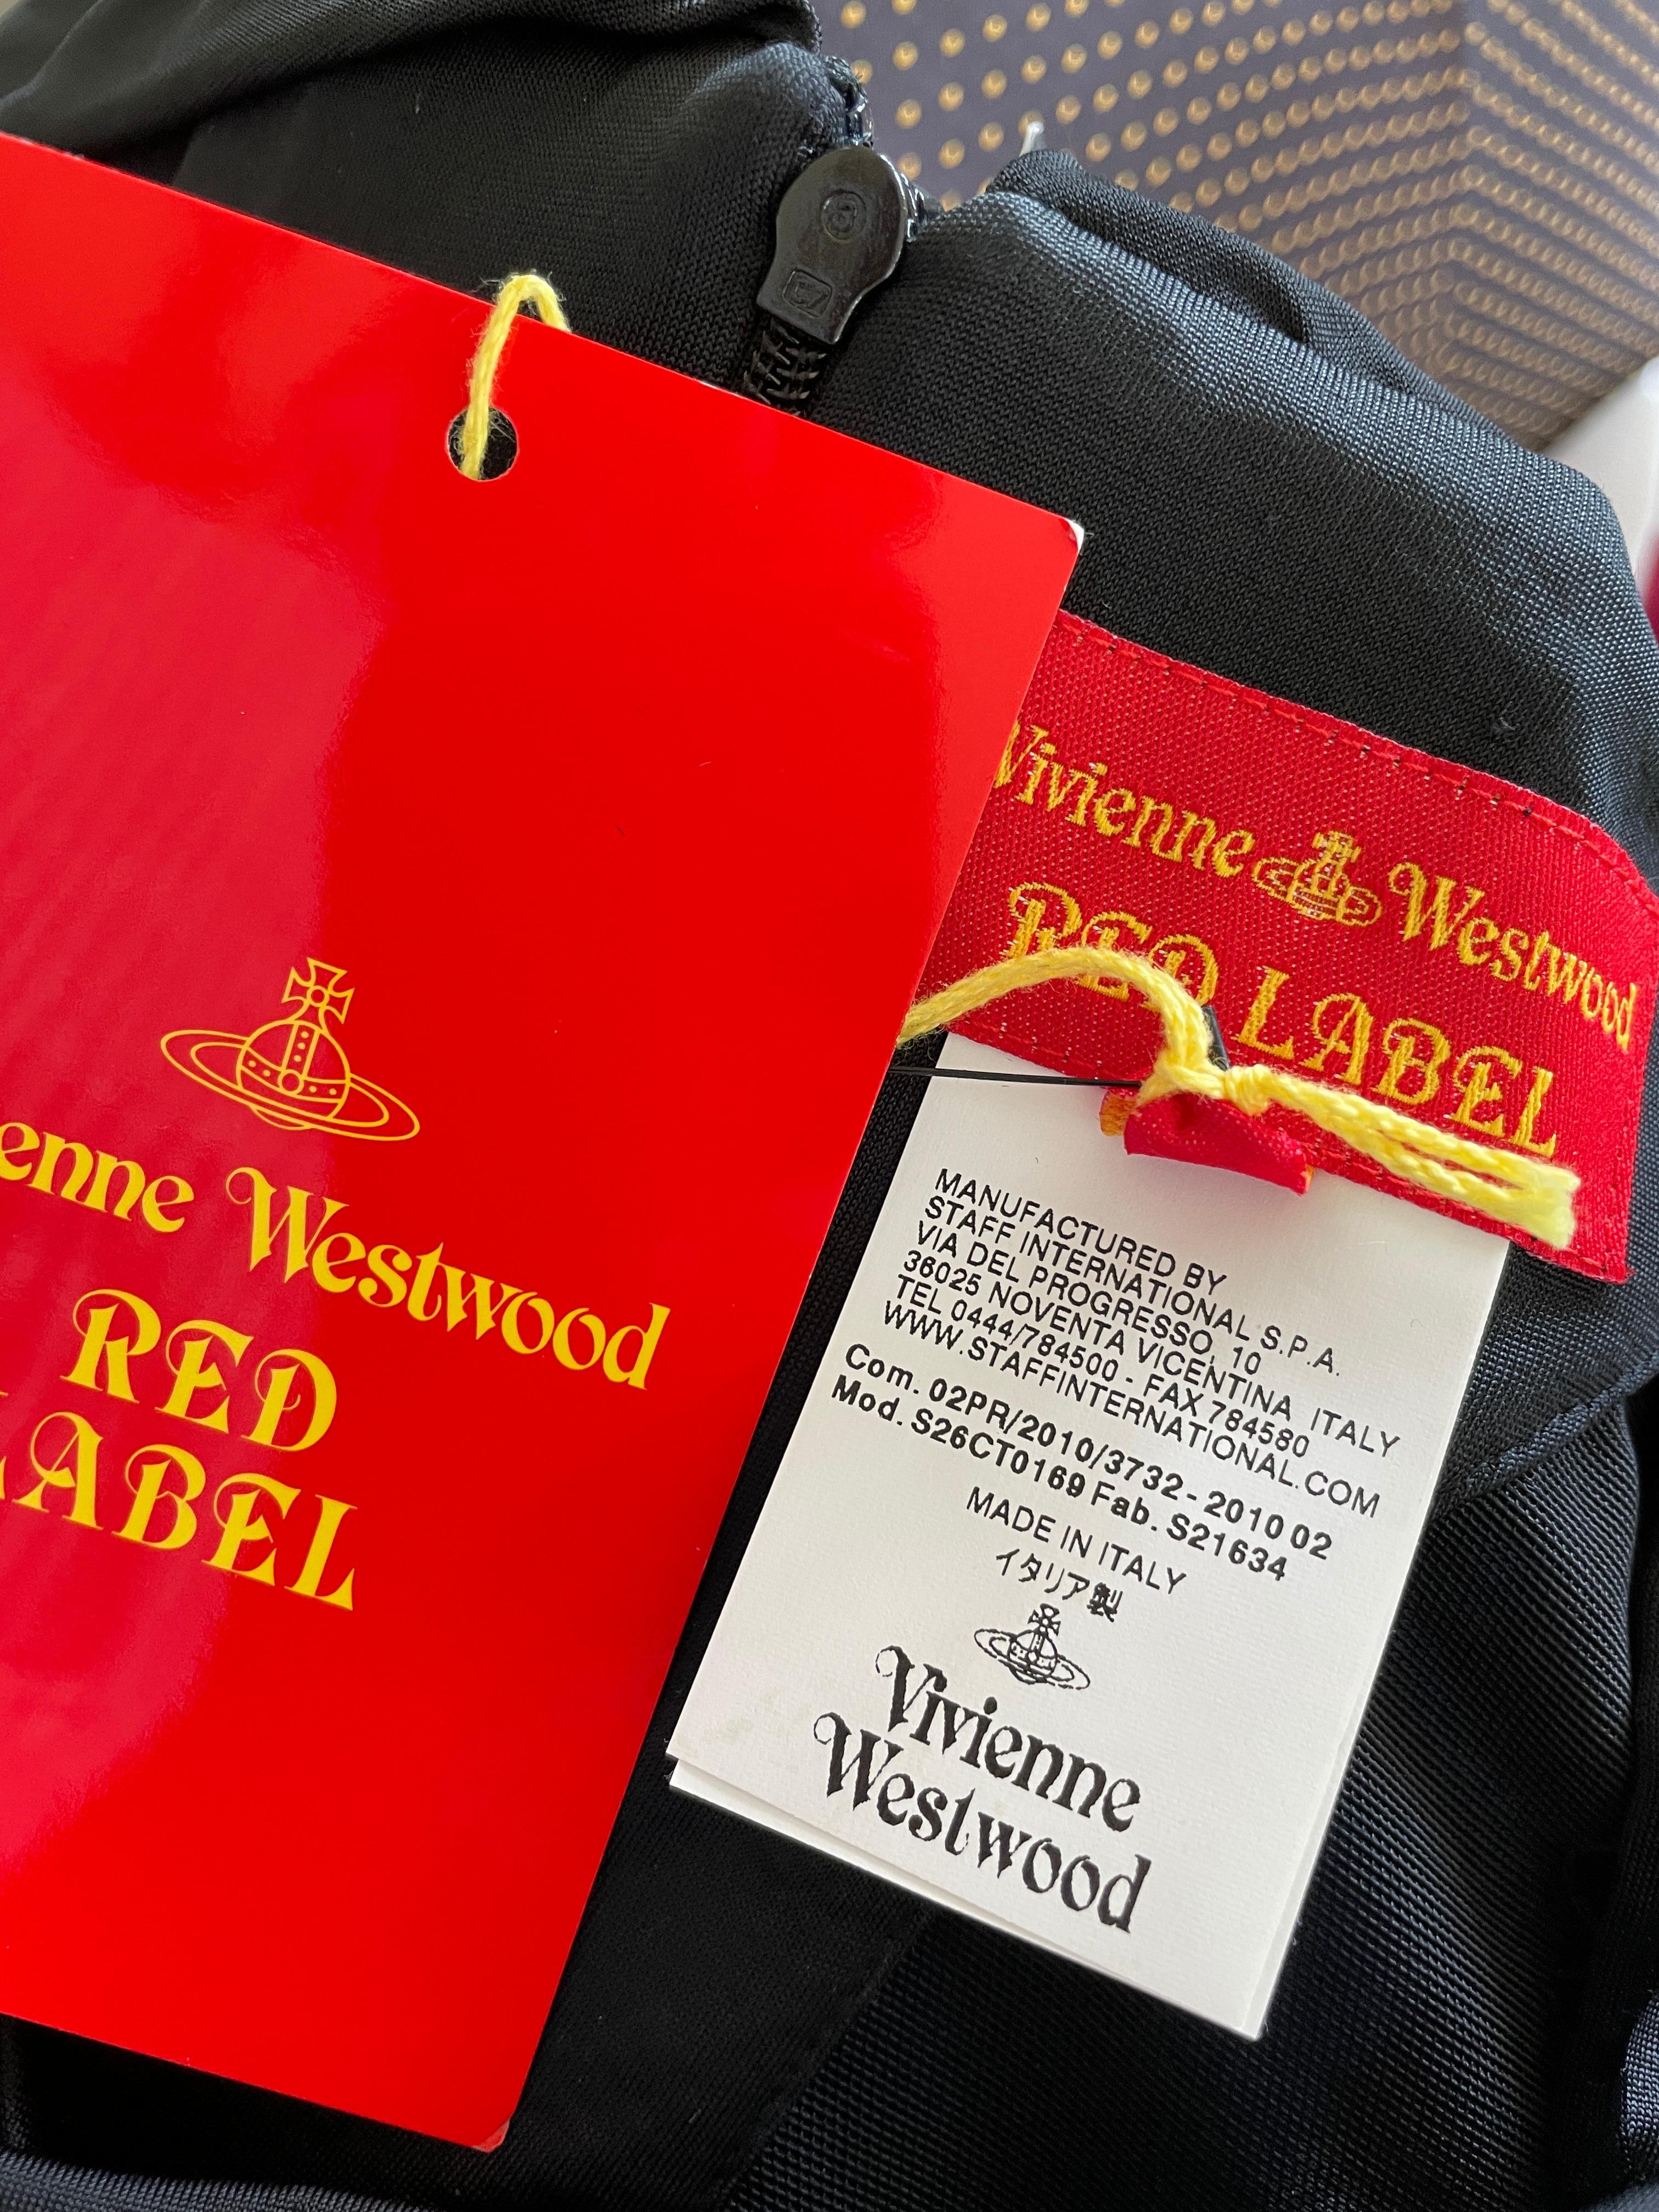 Vivienne Westwood
RED LABEL
enne Westwood
RED
LABEL
MANUFACTURED BY
STAFF INTERNATIONAL S.P.A.
VIA DEL PROGRESSO, 10
36025 NOVENTA VICENTINA, ITALY
TEL 0444/784500 - FAX 784580
WWW.STAFFINTERNATIONAL.COM
Com. 02PR/2010/3732 - 2010 02
Mod. S26CT0169 Fab. S21634
MADE IN ITALY
イタリア製
Vivienne
Westwood